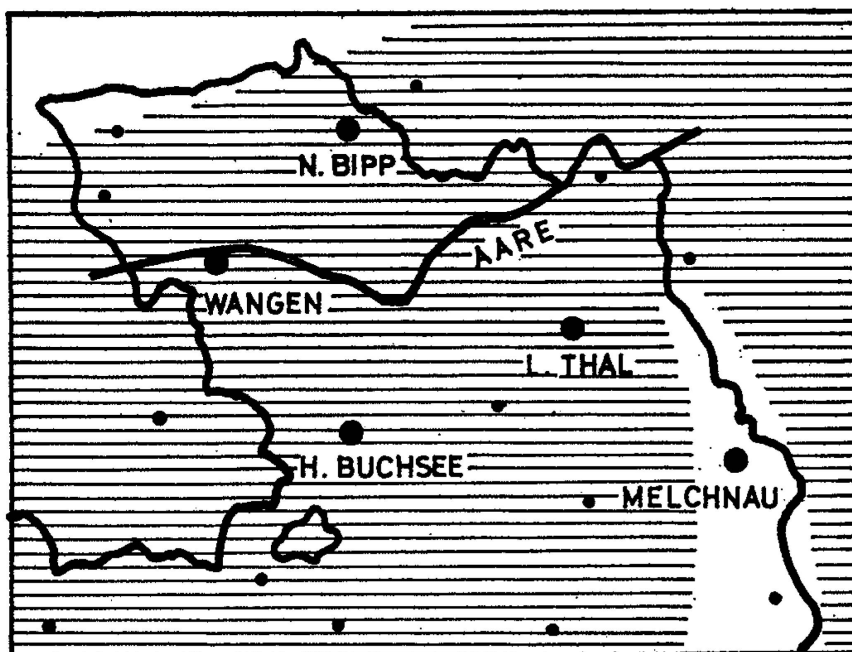 N. BIPP
AARE
WANGEN
L. THAL
H. BUCHSEE
MELCHNAU